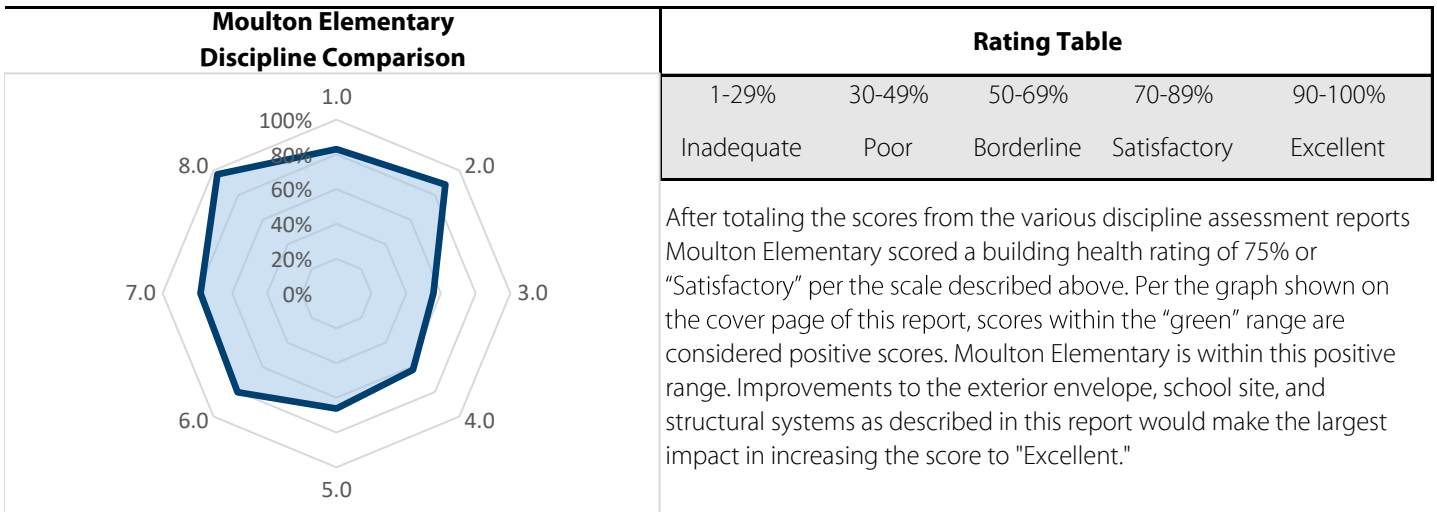 Moulton Elementary
Discipline Comparison
1.0
100%
80%
60%
40%
20%
0%
2.0
3.0
4.0
5.0
6.0
7.0
8.0
Rating Table
1-29% 30-49% 50-69% 70-89% 90-100%
Inadequate Poor Borderline Satisfactory Excellent
After totaling the scores from the various discipline assessment reports
Moulton Elementary scored a building health rating of 75% or
“Satisfactory” per the scale described above. Per the graph shown on
the cover page of this report, scores within the “green” range are
considered positive scores. Moulton Elementary is within this positive
range. Improvements to the exterior envelope, school site, and
structural systems as described in this report would make the largest
impact in increasing the score to "Excellent."